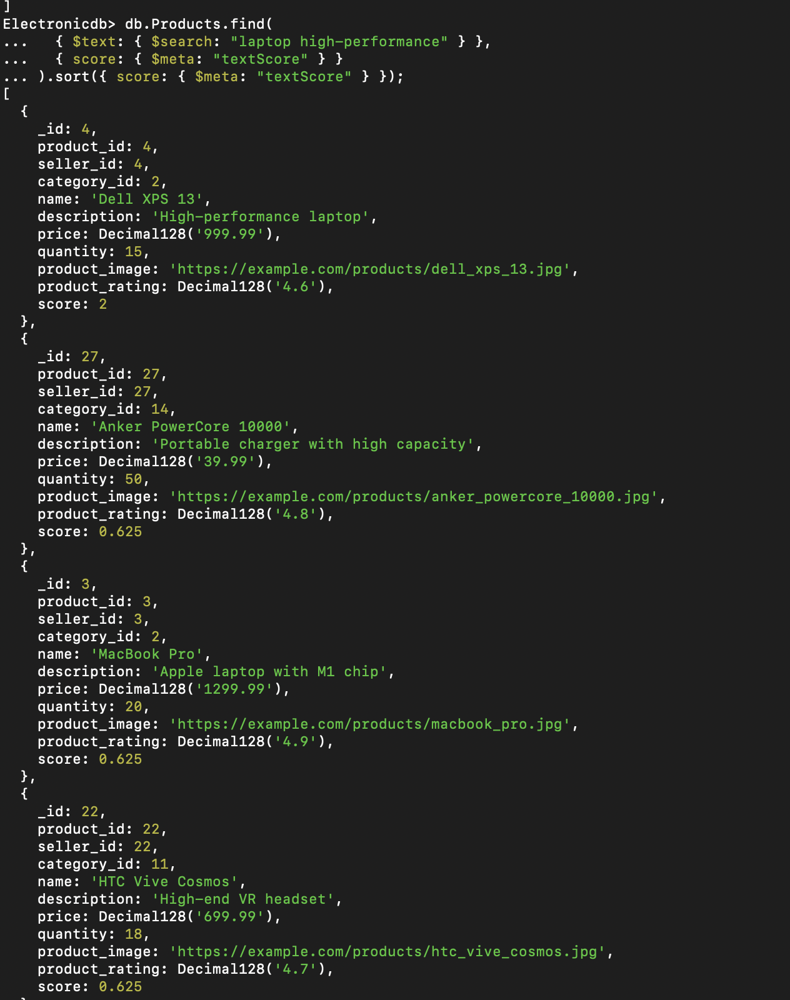 ]
Electronicdb> db.Products.find(
...   { $text: { $search: "laptop high-performance" } },
...   { score: { $meta: "textScore" } }
... ).sort({ score: { $meta: "textScore" } });
[
  {
    _id: 4,
    product_id: 4,
    seller_id: 4,
    category_id: 2,
    name: 'Dell XPS 13',
    description: 'High-performance laptop',
    price: Decimal128('999.99'),
    quantity: 15,
    product_image: 'https://example.com/products/dell_xps_13.jpg',
    product_rating: Decimal128('4.6'),
    score: 2
  },
  {
    _id: 27,
    product_id: 27,
    seller_id: 27,
    category_id: 14,
    name: 'Anker PowerCore 10000',
    description: 'Portable charger with high capacity',
    price: Decimal128('39.99'),
    quantity: 50,
    product_image: 'https://example.com/products/anker_powercore_10000.jpg',
    product_rating: Decimal128('4.8'),
    score: 0.625
  },
  {
    _id: 3,
    product_id: 3,
    seller_id: 3,
    category_id: 2,
    name: 'MacBook Pro',
    description: 'Apple laptop with M1 chip',
    price: Decimal128('1299.99'),
    quantity: 20,
    product_image: 'https://example.com/products/macbook_pro.jpg',
    product_rating: Decimal128('4.9'),
    score: 0.625
  },
  {
    _id: 22,
    product_id: 22,
    seller_id: 22,
    category_id: 11,
    name: 'HTC Vive Cosmos',
    description: 'High-end VR headset',
    price: Decimal128('699.99'),
    quantity: 18,
    product_image: 'https://example.com/products/htc_vive_cosmos.jpg',
    product_rating: Decimal128('4.7'),
    score: 0.625